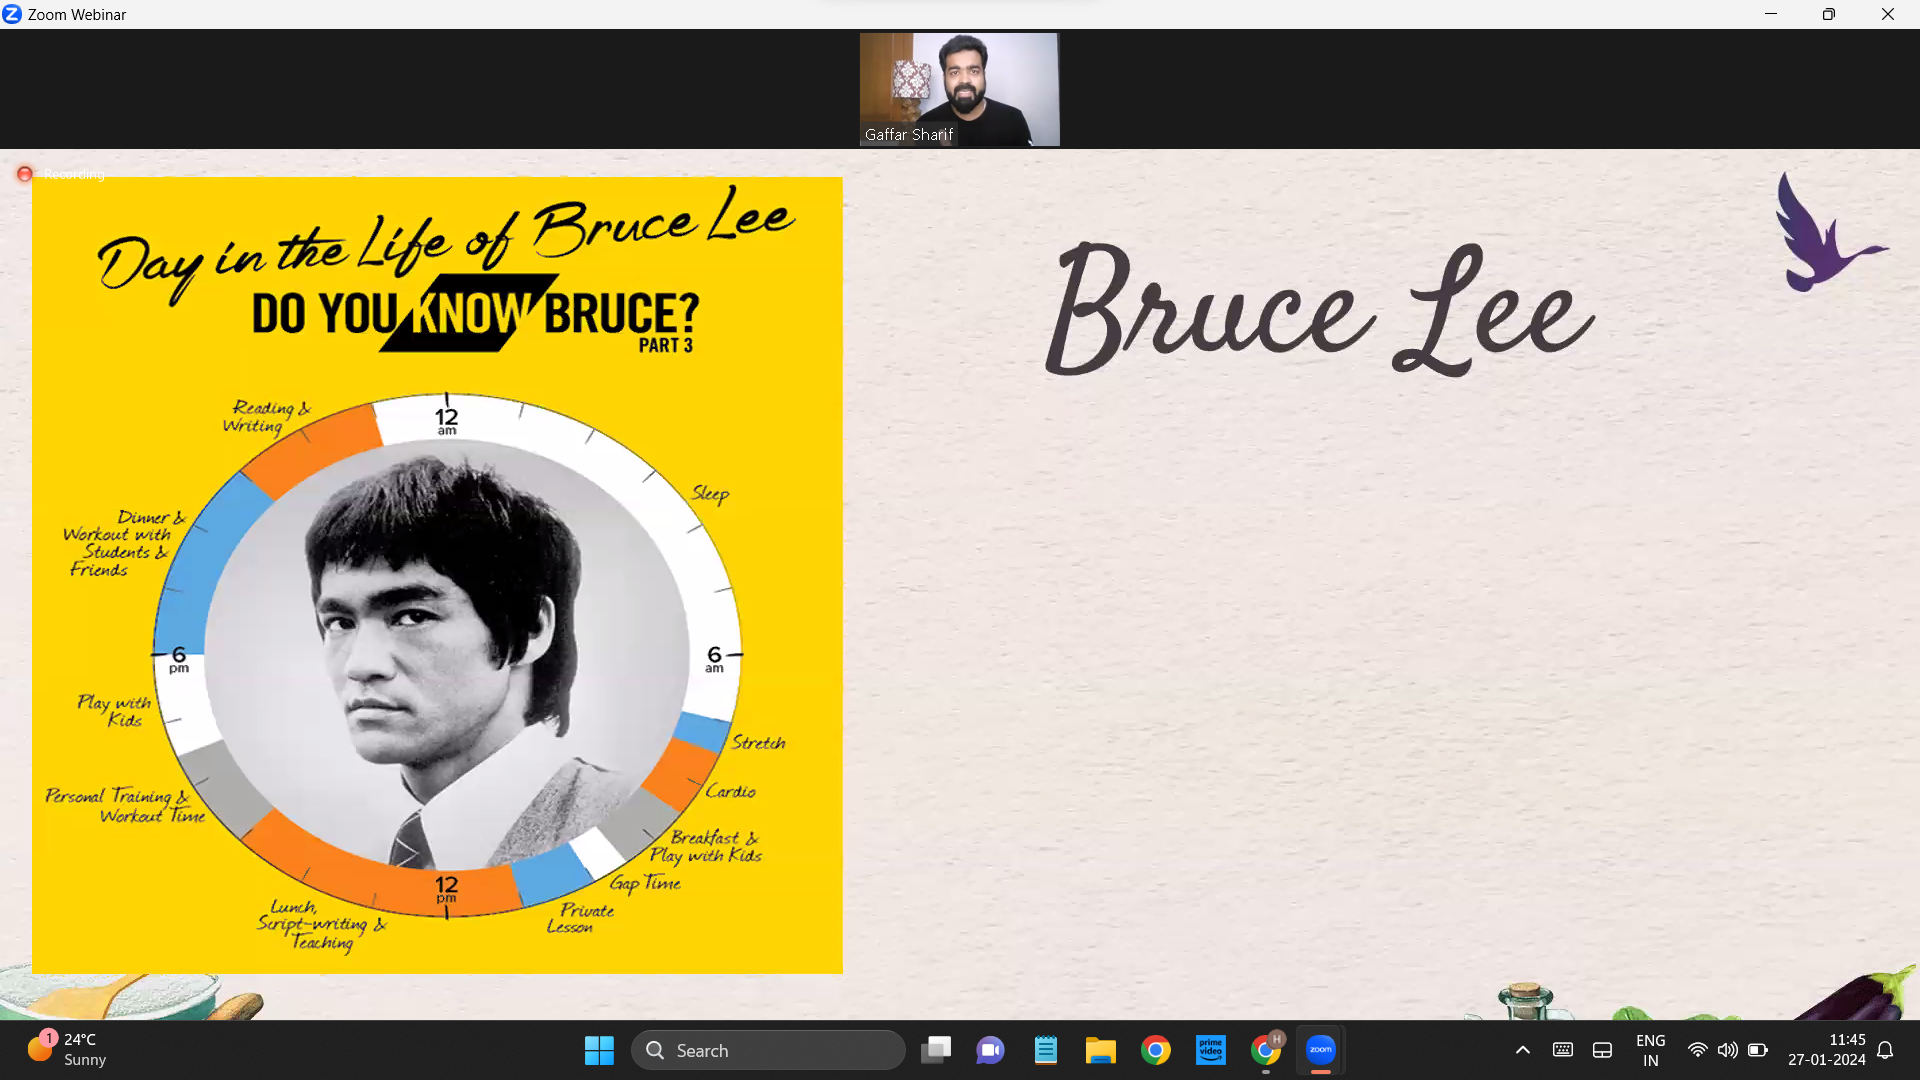 Zoom Webinar
Gaffar Sharif
Recording
Day in the Life of Bruce Lee
DO YOU KNOW BRUCE?
PART 3
Bruce Lee
12
am
Reading &
Writing
Sleep
Dinner &
Workout with
Students &
Friends
6
pm
6
am
Play with
Kids
Stretch
Personal Training &
Workout Time
Cardio
Breakfast &
Play with Kids
Gap Time
12
pm
Private
Lesson
Lunch,
Script-writing &
Teaching
1
24°C
Sunny
Search
prime
video
H
zoom
ENG
IN
11:45
27-01-2024